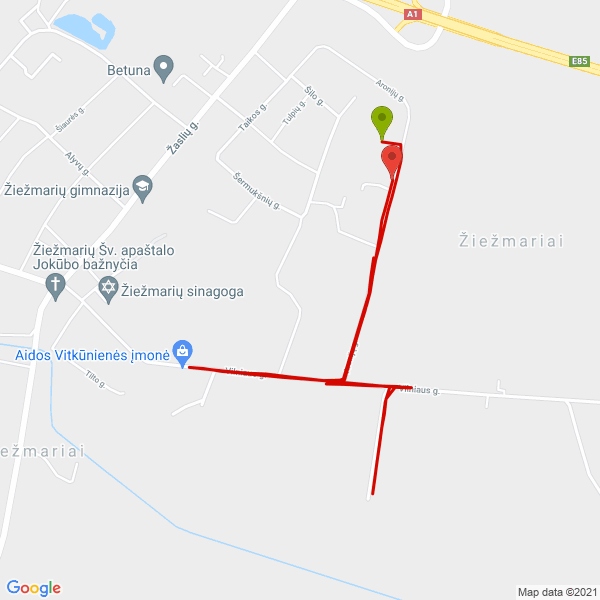 A1
E85
Betuna
Aronijų g.
Šilo g.
Tulpių g.
Taikos g.
Šiaurės g.
Žaslių g.
Alyvų g.
Žiežmarių gimnazija
Šermukšnių g.
Žiežmariai
Žiežmarių Šv. apaštalo
Jokūbo bažnyčia
Žiežmarių sinagoga
Aidos Vitkūnienės įmonė
Vilniaus g.
Tilto g.
Vilniaus g.
ežmariai
Google
Map data ©2021